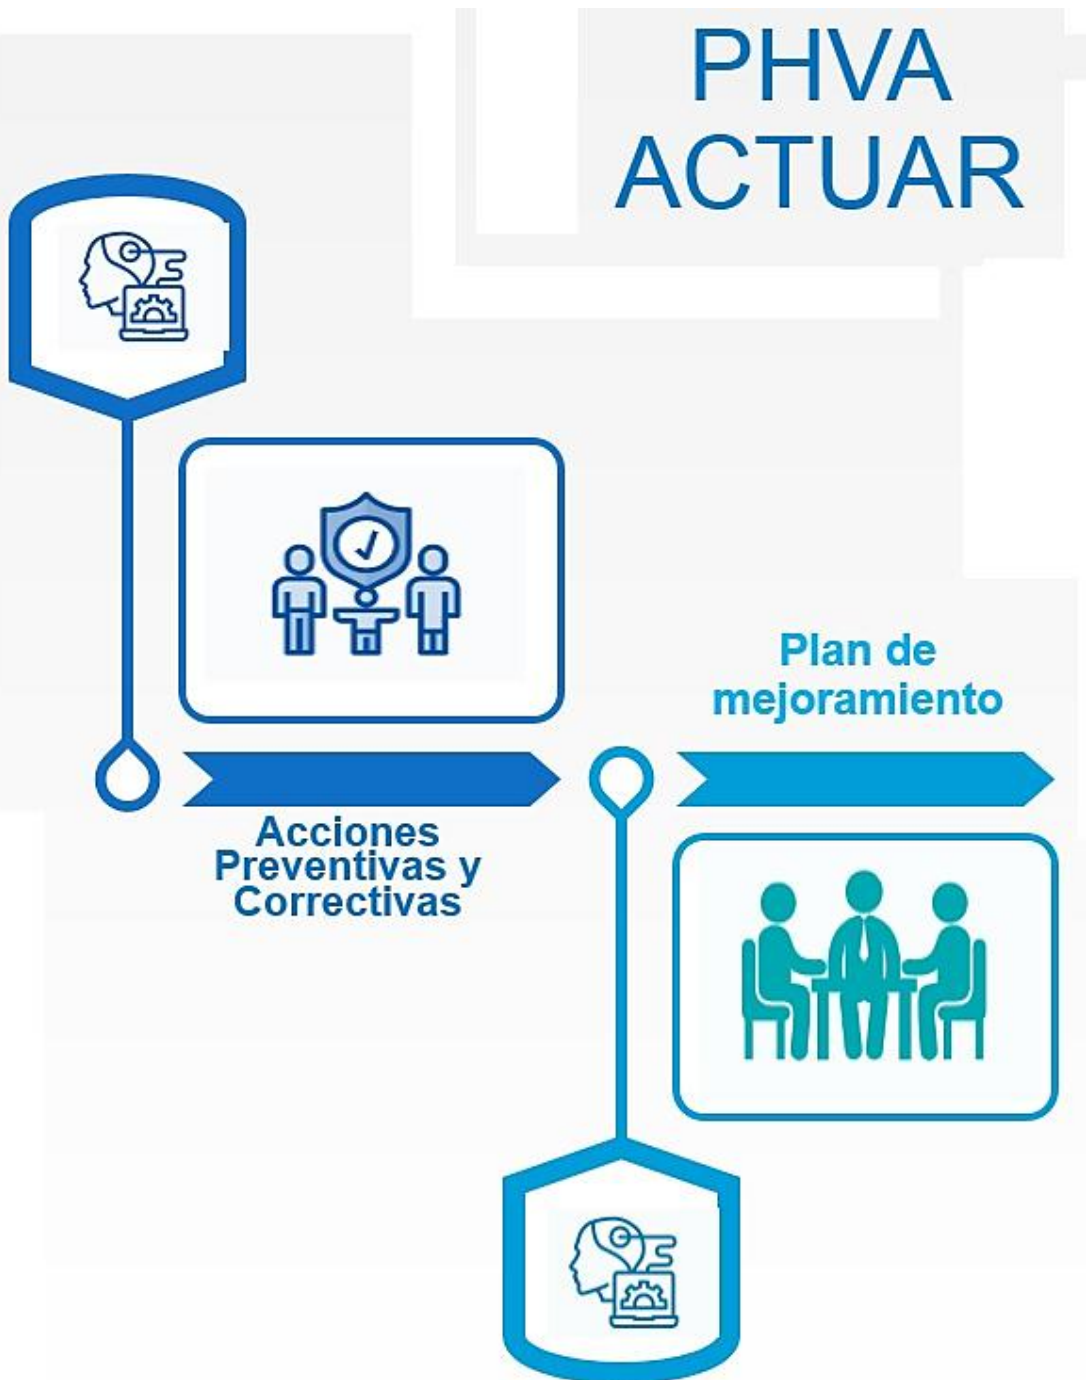 PHVA
ACTUAR
Plan de
mejoramiento
Acciones
Preventivas y
Correctivas